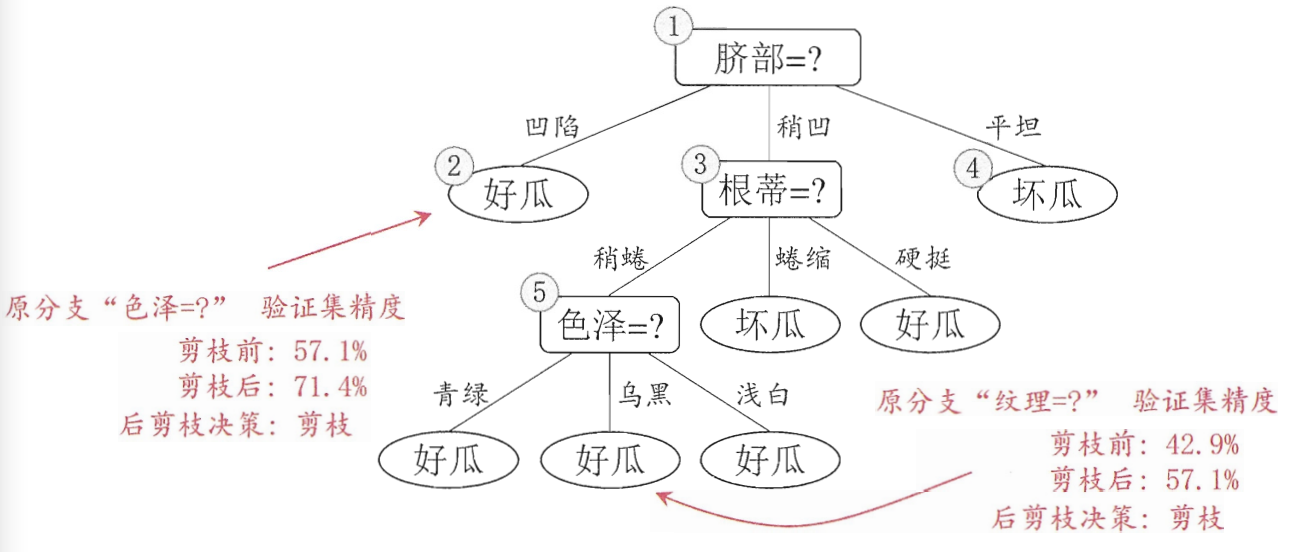 1
脐部=?
凹陷
稍凹
平坦
2
好瓜
3
根蒂=?
4
坏瓜
稍蜷
蜷缩
硬挺
5
色泽=?
坏瓜
好瓜
青绿
乌黑
浅白
好瓜
好瓜
好瓜
原分支“色泽=?” 验证集精度
剪枝前: 57.1%
剪枝后: 71.4%
后剪枝决策: 剪枝
原分支“纹理=?” 验证集精度
剪枝前: 42.9%
剪枝后: 57.1%
后剪枝决策: 剪枝